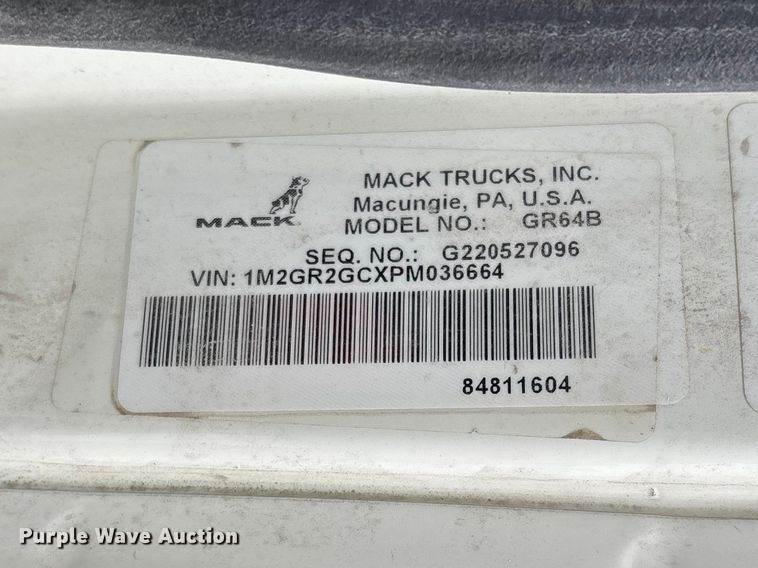 MACK TRUCKS, INC.
Macungie, PA, U.S.A.
MACK
MODEL NO.: GR64B
SEQ. NO.: G220527096
VIN: 1M2GR2GCXPM036664
84811604
Purple Wave Auction